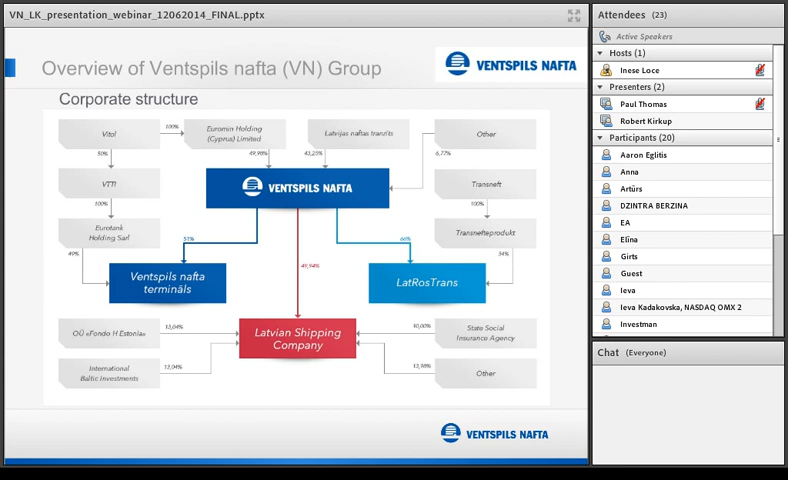 VN_LK_presentation_webinar_12062014_FINAL.pptx
Overview of Ventspils nafta (VN) Group
VENTSPILS NAFTA
Corporate structure
Vitol
100%
Euromin Holding
(Cyprus) Limited
Latvijas naftas tranzīts
Other
50%
49,98%
43,25%
6,77%
VTTI
VENTSPILS NAFTA
Transneft
100%
100%
Eurotank
Holding Sarl
Transnefteprodukt
51%
66%
49%
34%
49,94%
Ventspils nafta
termināls
LatRosTrans
OÜ «Fondo H Estonia»
13,04%
Latvian Shipping
Company
10,00%
State Social
Insurance Agency
International
Baltic Investments
13,04%
Other
VENTSPILS NAFTA
Attendees (23)
Active Speakers
Hosts (1)
Inese Loce
Presenters (2)
Paul Thomas
Robert Kirkup
Participants (20)
Aaron Eglitis
Anna
Artūrs
DZINTRA BERZINA
EA
Elīna
Girts
Guest
Ieva
Ieva Kadakovska, NASDAQ OMX 2
Investman
Chat (Everyone)